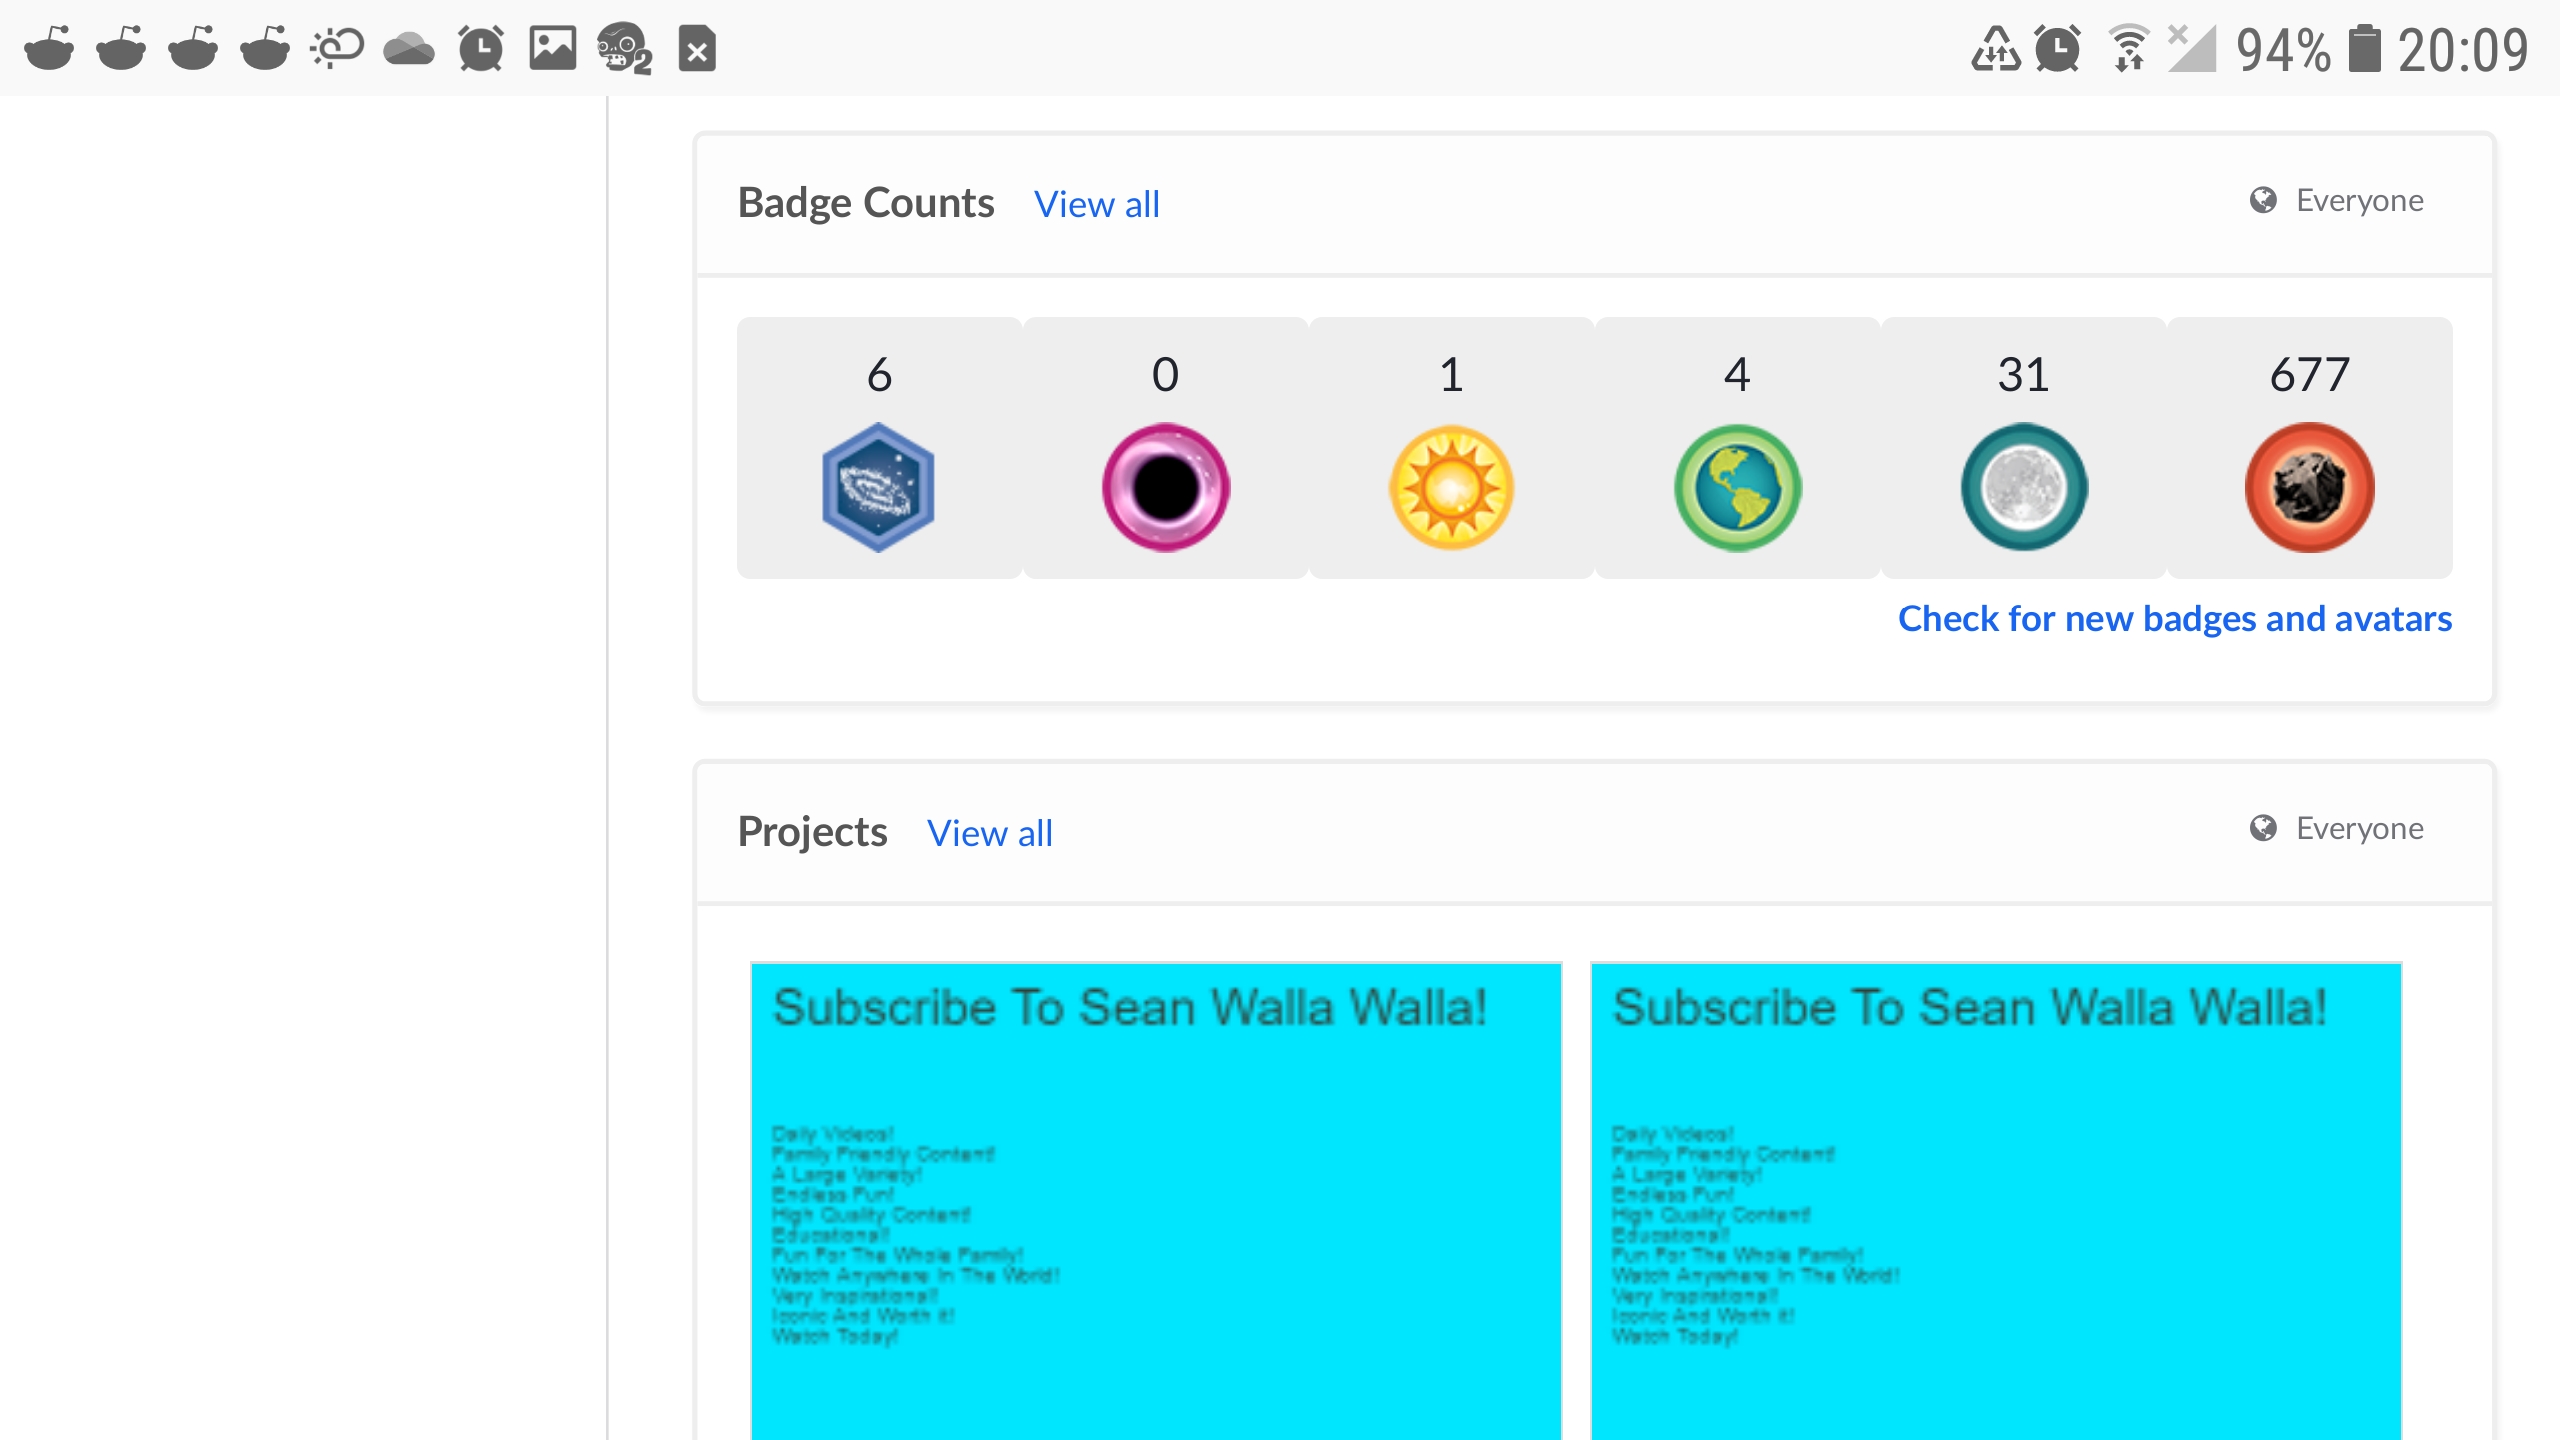 94% 20:09
Badge Counts View all Everyone
6 0 1 4 31 677
Check for new badges and avatars
Projects View all Everyone
Subscribe To Sean Walla Walla!
Daily Videos!
Family Friendly Content!
A Large Variety!
Endless Fun!
High Quality Content!
Educational!
Fun For The Whole Family!
Watch Anywhere In The World!
Very Inspirational!
Iconic And Worth it!
Watch Today!
Subscribe To Sean Walla Walla!
Daily Videos!
Family Friendly Content!
A Large Variety!
Endless Fun!
High Quality Content!
Educational!
Fun For The Whole Family!
Watch Anywhere In The World!
Very Inspirational!
Iconic And Worth it!
Watch Today!